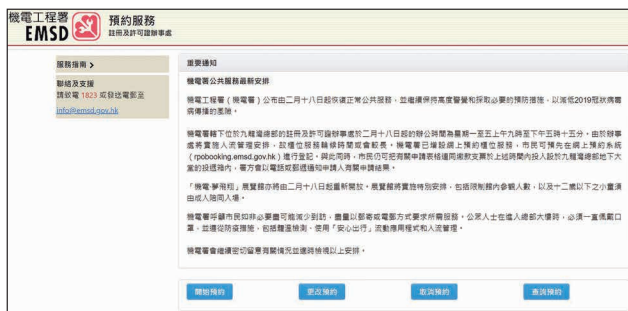 機電工程署
EMSD
預約服務
註冊及許可證辦事處
服務指南 >
聯絡及支援
請致電 1823 或發送電郵至
info@emsd.gov.hk
重要通知
機電署公共服務最新安排
機電工程署（機電署）公布由二月十八日起恢復正常公共服務，並繼續保持高度警覺和採取必要的預防措施，以減低2019冠狀病毒
病傳播的風險。
機電署轄下位於九龍灣總部的註冊及許可證辦事處於二月十八日起的辦公時間為星期一至五上午九時至下午五時十五分。由於辦事
處將實施人流管理安排，故櫃位服務輪候時間或會較長。機電署已增設網上預約的櫃位服務，市民可預先在網上預約系統
（rpobooking.emsd.gov.hk）進行登記。與此同時，市民仍可把有關申請表格連同繳款支票於上述時間內投入設於九龍灣總部地下大
堂的投遞箱內，署方會以電話或郵遞通知申請人有關申請結果。
「機電‧夢飛翔」展覽館亦將由二月十八日起重新開放。展覽館將實施特別安排，包括限制館內參觀人數，以及十二歲以下之小童須
由成人陪同入場。
機電署呼籲市民如非必要盡可能減少到訪，盡量以郵寄或電郵方式要求所需服務。公眾人士在進入總部大樓時，必須一直佩戴口
罩，並遵從防疫措施，包括體溫檢測、使用「安心出行」流動應用程式和人流管理。
機電署會繼續密切留意有關情況並適時檢視以上安排。
開始預約
更改預約
取消預約
查詢預約